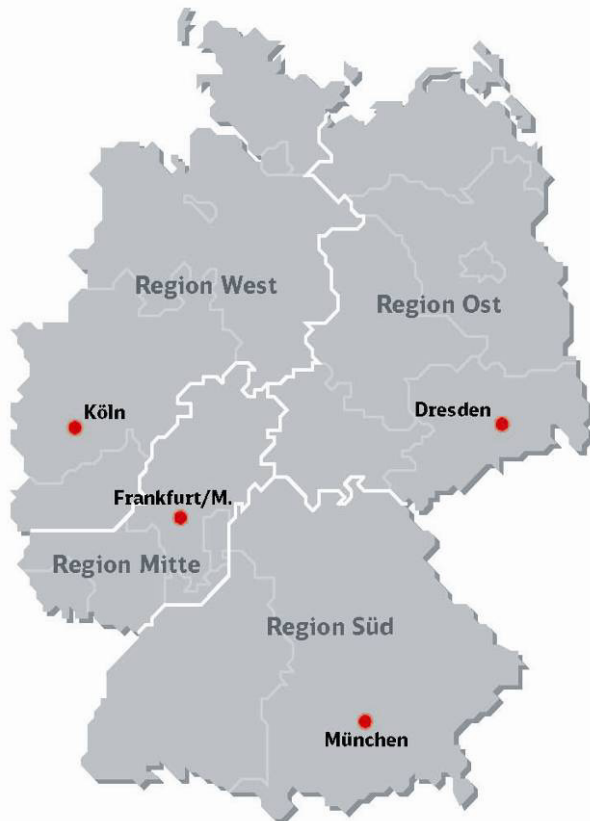 Region West
Region Ost
Köln
Dresden
Frankfurt/M.
Region Mitte
Region Süd
München